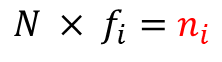 N × fᵢ = nᵢ